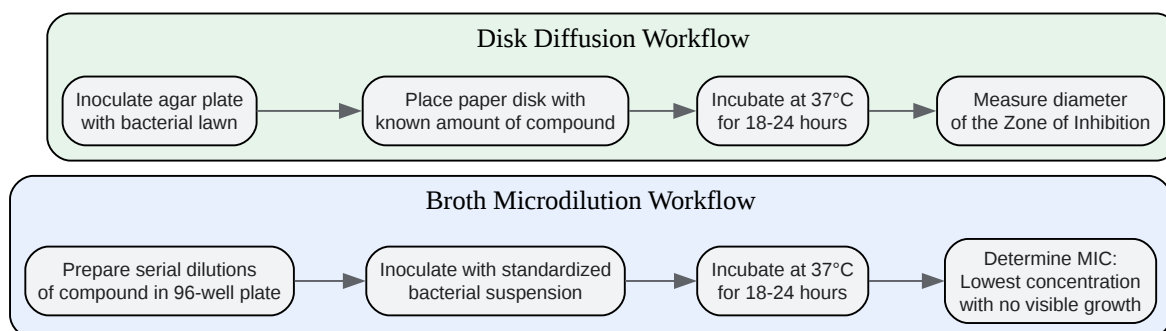 Disk Diffusion Workflow
Inoculate agar plate
with bacterial lawn
Place paper disk with
known amount of compound
Incubate at 37°C
for 18-24 hours
Measure diameter
of the Zone of Inhibition
Broth Microdilution Workflow
Prepare serial dilutions
of compound in 96-well plate
Inoculate with standardized
bacterial suspension
Incubate at 37°C
for 18-24 hours
Determine MIC:
Lowest concentration
with no visible growth